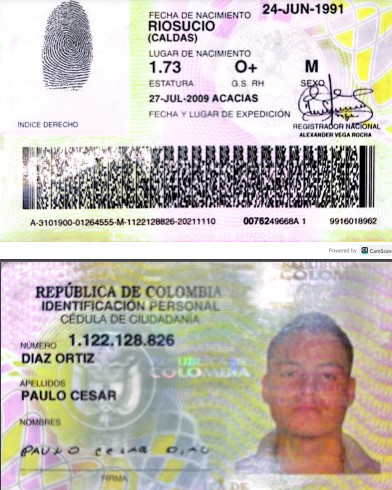 FECHA DE NACIMIENTO 24-JUN-1991
RIOSUCIO
(CALDAS)
LUGAR DE NACIMIENTO
1.73 O+ M
ESTATURA G.S. RH SEXO
27-JUL-2009 ACACIAS
FECHA Y LUGAR DE EXPEDICIÓN
INDICE DERECHO
REGISTRADOR NACIONAL
ALEXANDER VEGA ROCHA
A-3101900-01264555-M-1122128826-20211110 0076249668A 1 9916018962
Powered by CamScan
REPÚBLICA DE COLOMBIA
IDENTIFICACIÓN PERSONAL
CÉDULA DE CIUDADANÍA
NÚMERO 1.122.128.826
DIAZ ORTIZ
APELLIDOS
PAULO CESAR
NOMBRES
PAULO CESAR DIAZ
FIRMA